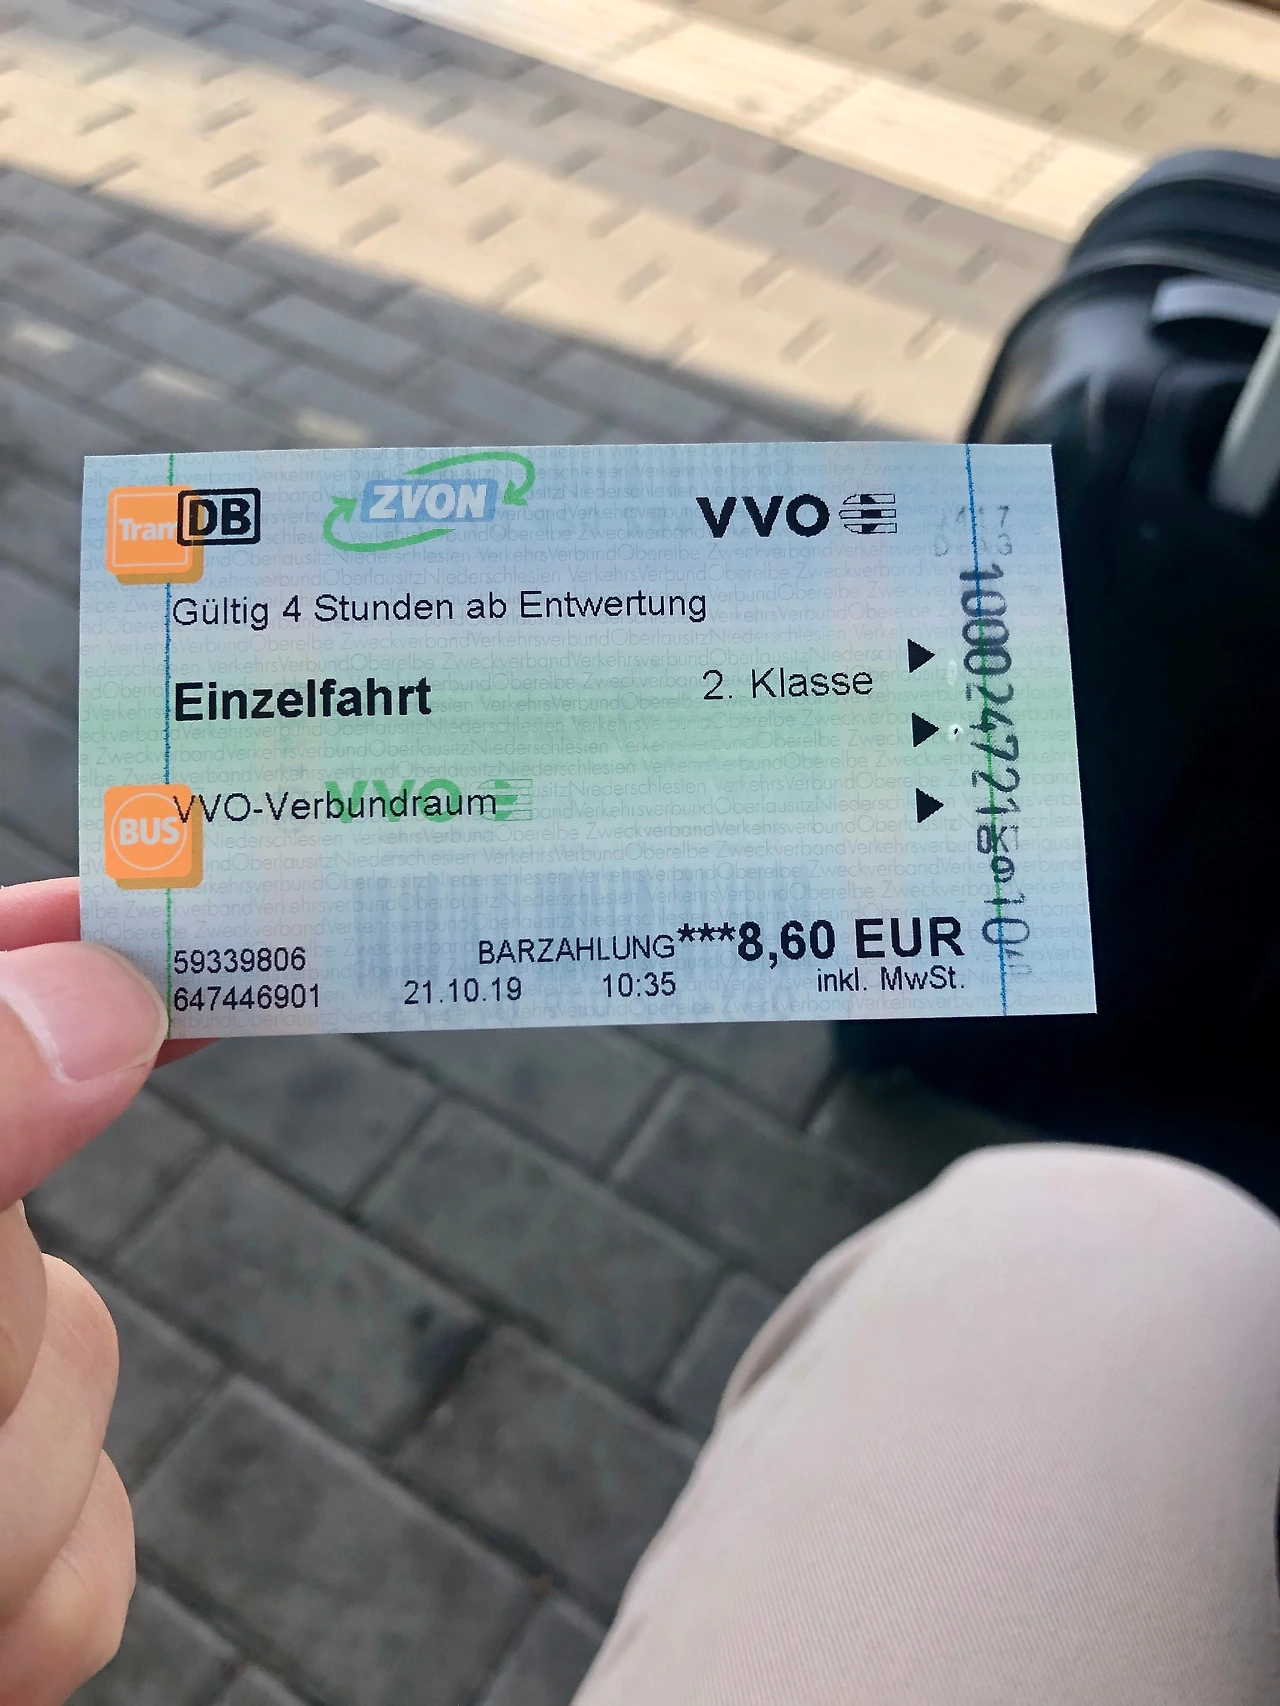 Tram DB ZVON VVO
Gültig 4 Stunden ab Entwertung
Einzelfahrt 2. Klasse
BUS VVO-Verbundraum
VVO
59339806 BARZAHLUNG ***8,60 EUR
647446901 21.10.19 10:35 inkl. MwSt.